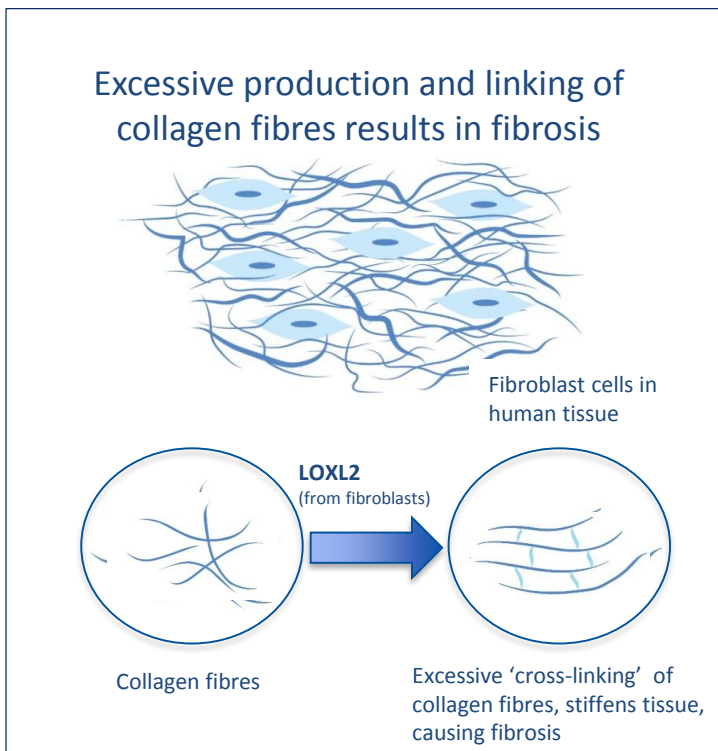 Excessive production and linking of
collagen fibres results in fibrosis
Fibroblast cells in
human tissue
LOXL2
(from fibroblasts)
Collagen fibres
Excessive ‘cross-linking’ of
collagen fibres, stiffens tissue,
causing fibrosis